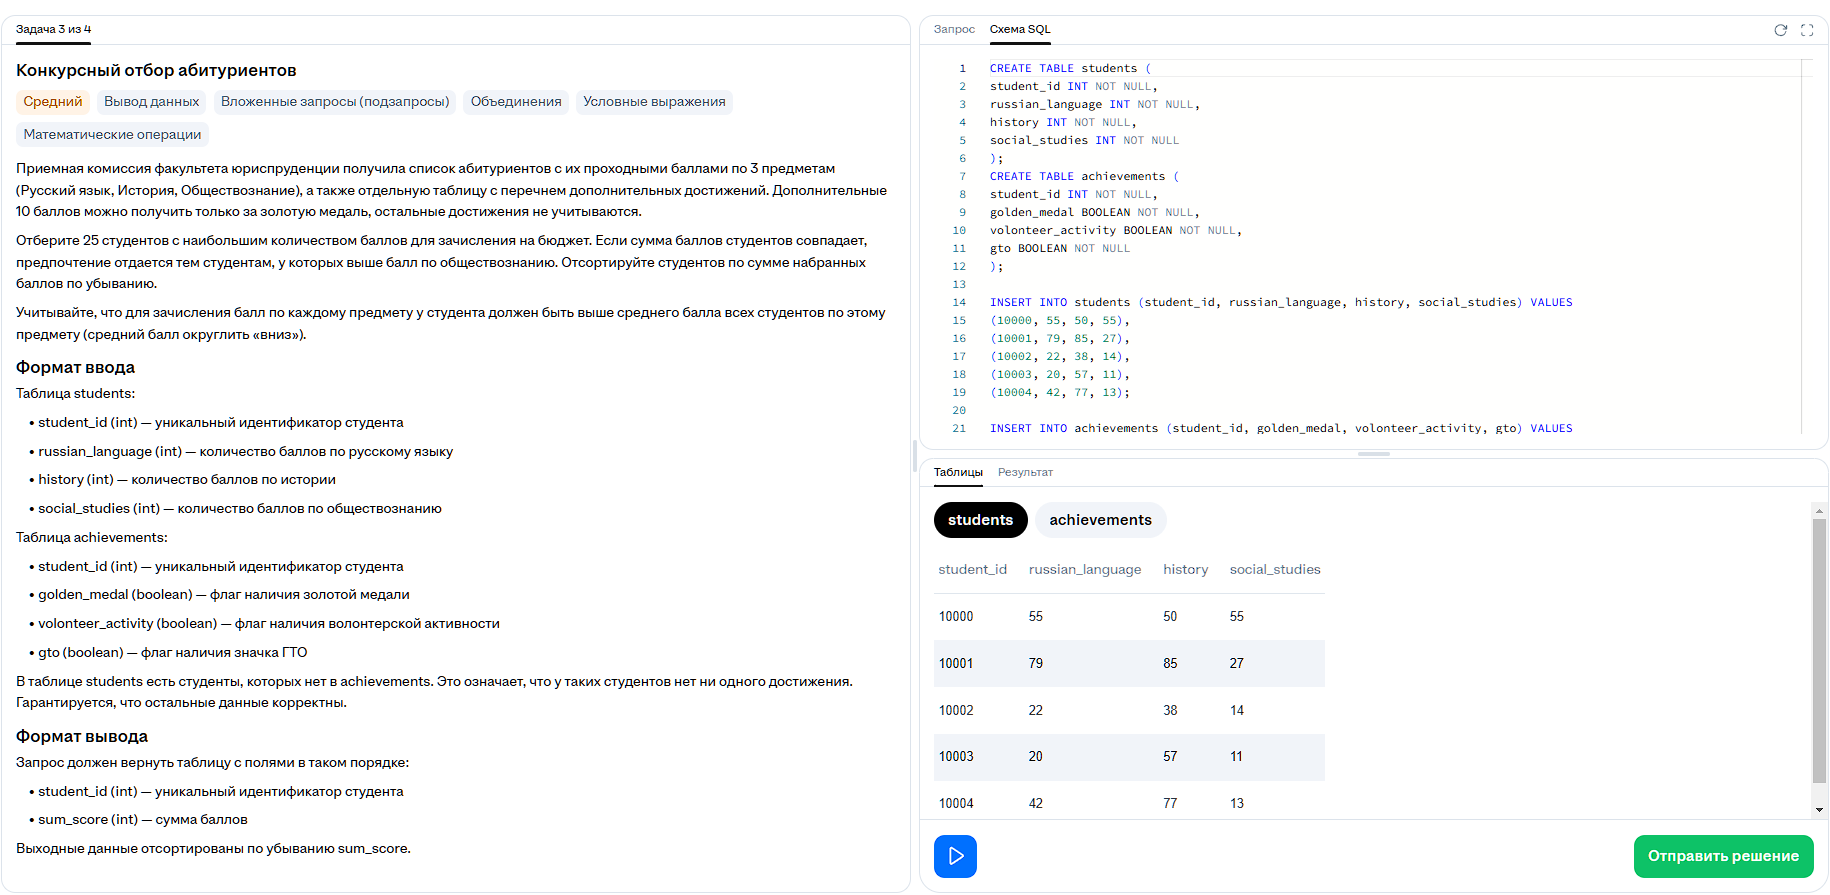 Задача 3 из 4
Конкурсный отбор абитуриентов
Средний
Вывод данных
Вложенные запросы (подзапросы)
Объединения
Условные выражения
Математические операции
Приемная комиссия факультета юриспруденции получила список абитуриентов с их проходными баллами по 3 предметам
(Русский язык, История, Обществознание), а также отдельную таблицу с перечнем дополнительных достижений. Дополнительные
10 баллов можно получить только за золотую медаль, остальные достижения не учитываются.
Отберите 25 студентов с наибольшим количеством баллов для зачисления на бюджет. Если сумма баллов студентов совпадает,
предпочтение отдается тем студентам, у которых выше балл по обществознанию. Отсортируйте студентов по сумме набранных
баллов по убыванию.
Учитывайте, что для зачисления балл по каждому предмету у студента должен быть выше среднего балла всех студентов по этому
предмету (средний балл округлить «вниз»).
Формат ввода
Таблица students:
• student_id (int) — уникальный идентификатор студента
• russian_language (int) — количество баллов по русскому языку
• history (int) — количество баллов по истории
• social_studies (int) — количество баллов по обществознанию
Таблица achievements:
• student_id (int) — уникальный идентификатор студента
• golden_medal (boolean) — флаг наличия золотой медали
• volonteer_activity (boolean) — флаг наличия волонтерской активности
• gto (boolean) — флаг наличия значка ГТО
В таблице students есть студенты, которых нет в achievements. Это означает, что у таких студентов нет ни одного достижения.
Гарантируется, что остальные данные корректны.
Формат вывода
Запрос должен вернуть таблицу с полями в таком порядке:
• student_id (int) — уникальный идентификатор студента
• sum_score (int) — сумма баллов
Выходные данные отсортированы по убыванию sum_score.
Запрос Схема SQL
1 CREATE TABLE students (
2 student_id INT NOT NULL,
3 russian_language INT NOT NULL,
4 history INT NOT NULL,
5 social_studies INT NOT NULL
6 );
7 CREATE TABLE achievements (
8 student_id INT NOT NULL,
9 golden_medal BOOLEAN NOT NULL,
10 volonteer_activity BOOLEAN NOT NULL,
11 gto BOOLEAN NOT NULL
12 );
13
14 INSERT INTO students (student_id, russian_language, history, social_studies) VALUES
15 (10000, 55, 50, 55),
16 (10001, 79, 85, 27),
17 (10002, 22, 38, 14),
18 (10003, 20, 57, 11),
19 (10004, 42, 77, 13);
20
21 INSERT INTO achievements (student_id, golden_medal, volonteer_activity, gto) VALUES
Таблицы Результат
students achievements
student_id russian_language history social_studies
10000 55 50 55
10001 79 85 27
10002 22 38 14
10003 20 57 11
10004 42 77 13
Отправить решение